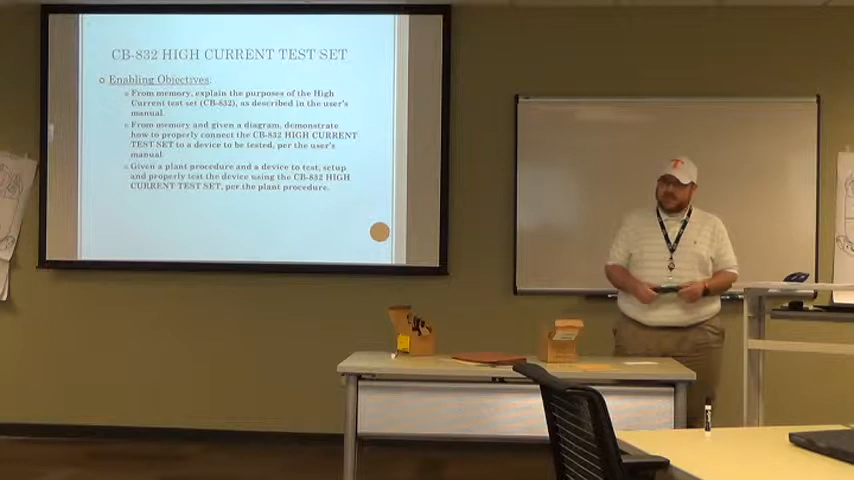 CB-832 HIGH CURRENT TEST SET
Enabling Objectives:
From memory, explain the purposes of the High
Current test set (CB-832), as described in the user's
manual.
From memory and given a diagram, demonstrate
how to properly connect the CB-832 HIGH CURRENT
TEST SET to a device to be tested, per the user's
manual.
Given a plant procedure and a device to test, setup
and properly test the device using the CB-832 HIGH
CURRENT TEST SET, per the plant procedure.
T